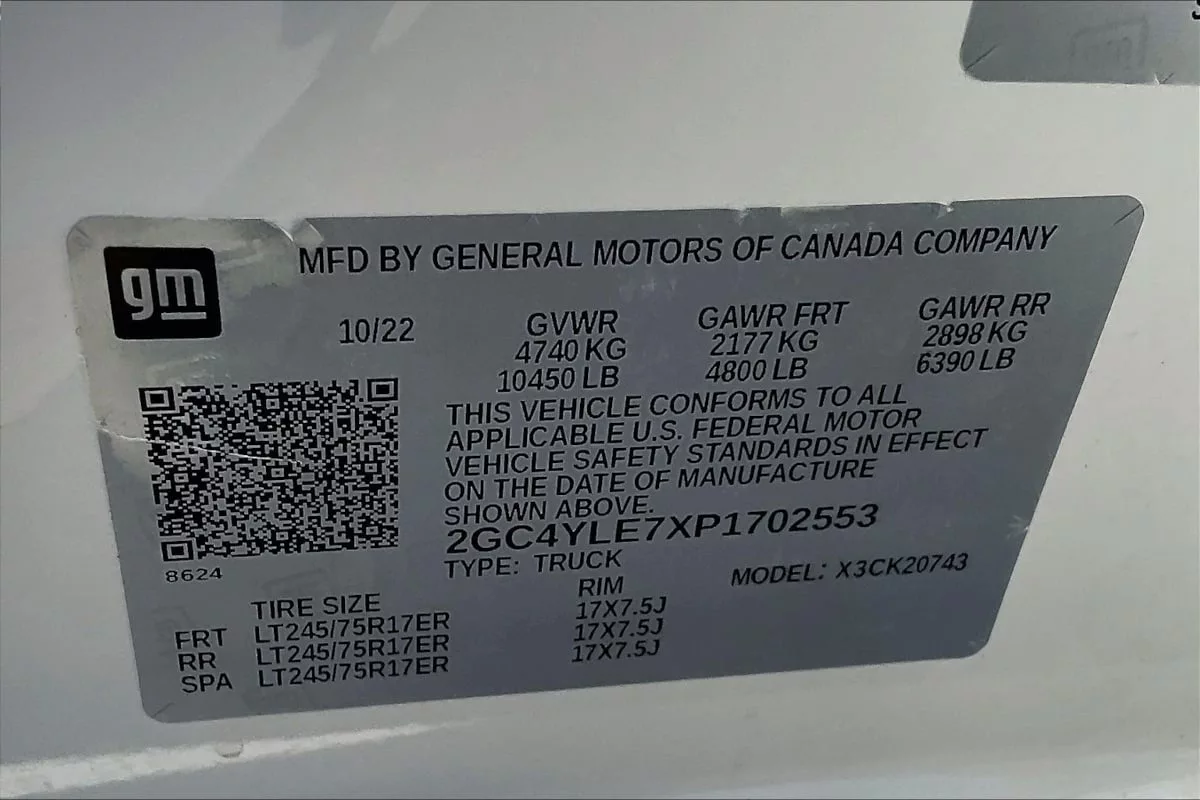 gm
MFD BY GENERAL MOTORS OF CANADA COMPANY
10/22
GVWR GAWR FRT GAWR RR
4740 KG 2177 KG 2898 KG
10450 LB 4800 LB 6390 LB
THIS VEHICLE CONFORMS TO ALL
APPLICABLE U.S. FEDERAL MOTOR
VEHICLE SAFETY STANDARDS IN EFFECT
ON THE DATE OF MANUFACTURE
SHOWN ABOVE.
2GC4YLE7XP1702553
8624
TYPE: TRUCK
MODEL: X3CK20743
TIRE SIZE RIM
FRT LT245/75R17ER 17X7.5J
RR LT245/75R17ER 17X7.5J
SPA LT245/75R17ER 17X7.5J